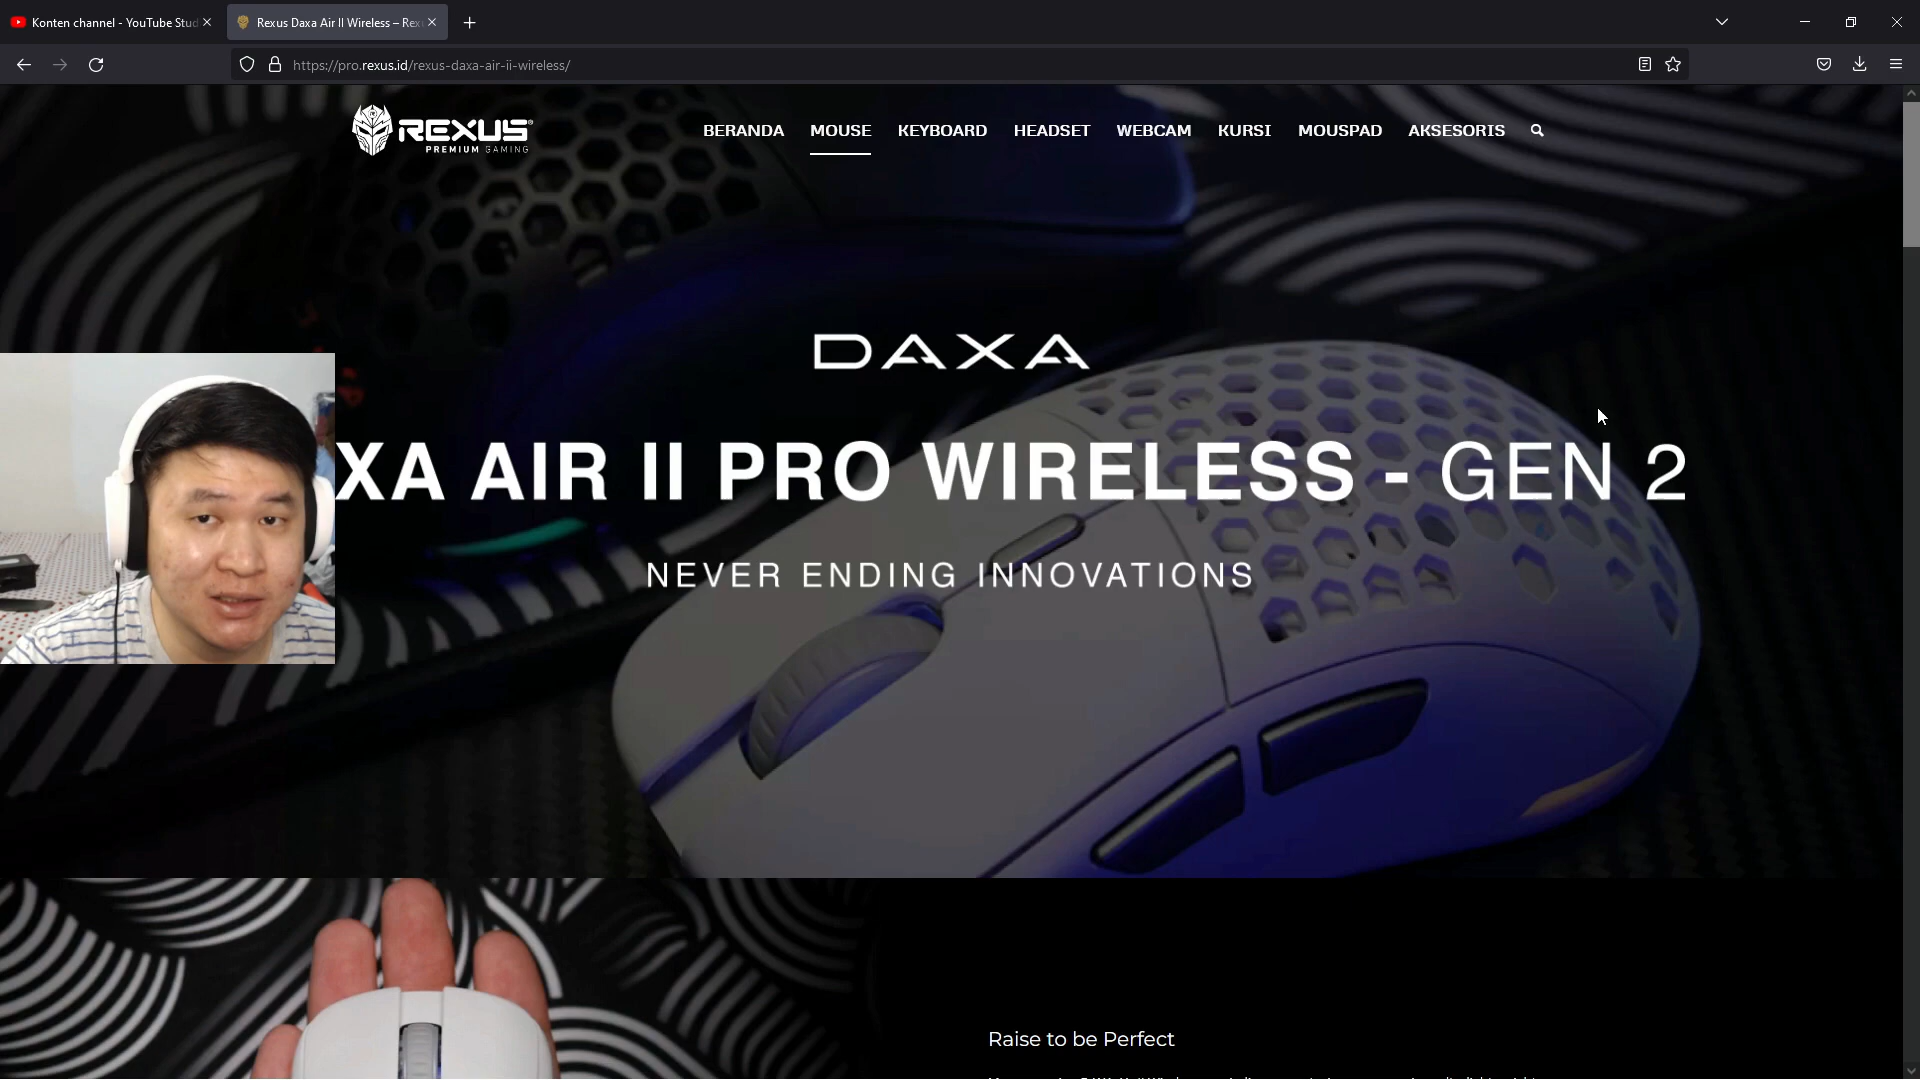 Konten channel - YouTube Stud
Rexus Daxa Air II Wireless – Rex
https://pro.rexus.id/rexus-daxa-air-ii-wireless/
REXUS®
PREMIUM GAMING
BERANDA MOUSE KEYBOARD HEADSET WEBCAM KURSI MOUSPAD AKSESORIS
DAXA
XA AIR II PRO WIRELESS - GEN 2
NEVER ENDING INNOVATIONS
Raise to be Perfect